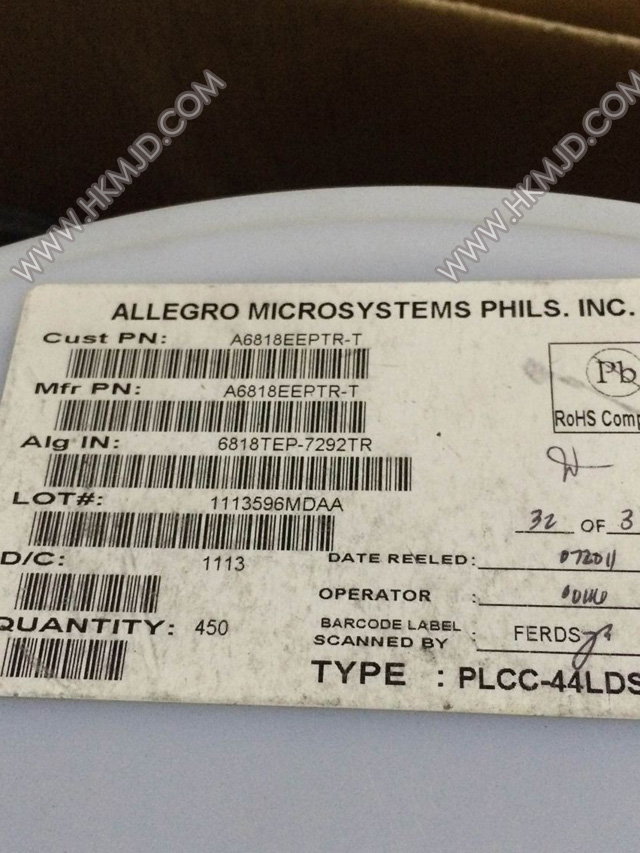 WWW.HKMJD.COM
WWW.HKMJD.COM
ALLEGRO MICROSYSTEMS PHILS. INC.
Cust PN: A6818EEPTR-T
Mfr PN: A6818EEPTR-T
Pb
RoHS Comp
Alg IN: 6818TEP-7292TR
LOT#: 1113596MDAA
32 OF 3
D/C: 1113
DATE REELED: 072011
OPERATOR :
QUANTITY: 450
BARCODE LABEL SCANNED BY : FERDS
TYPE : PLCC-44LDS